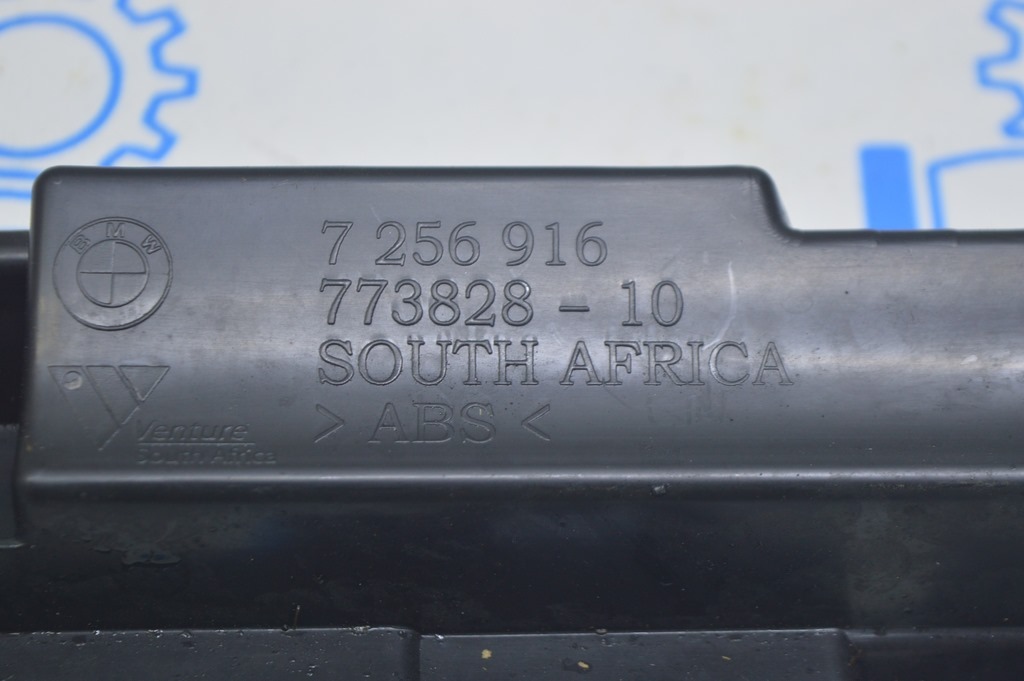 BMW
7 256 916
773828 - 10
SOUTH AFRICA
> ABS <
Venture
South Africa